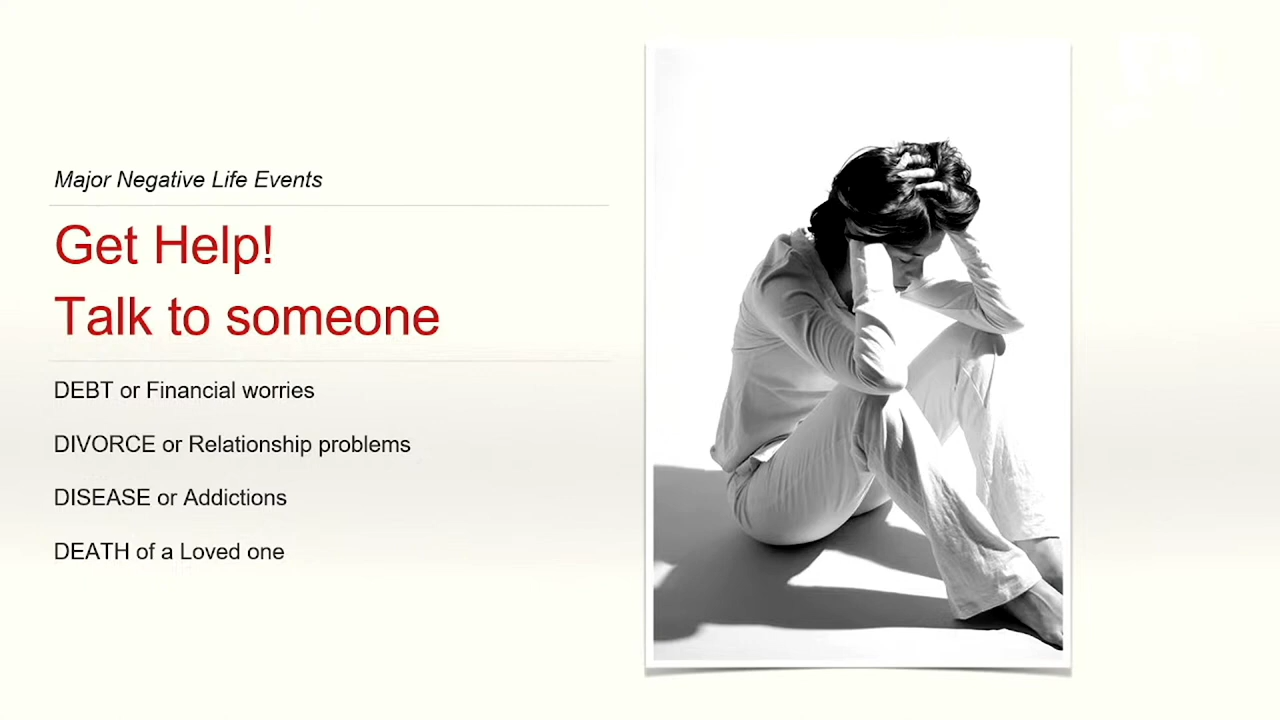 Major Negative Life Events
Get Help!
Talk to someone
DEBT or Financial worries
DIVORCE or Relationship problems
DISEASE or Addictions
DEATH of a Loved one